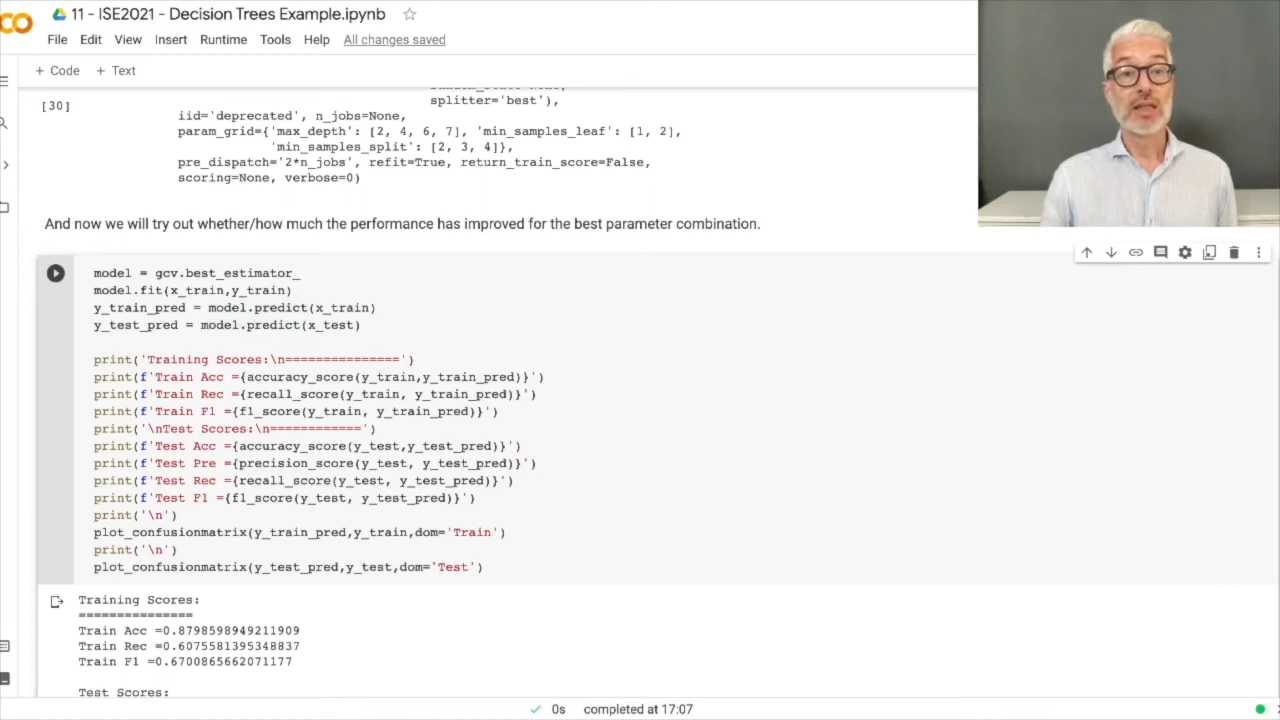 CO
11 - ISE2021 - Decision Trees Example.ipynb
File Edit View Insert Runtime Tools Help All changes saved
+ Code + Text
[30]
splitter='best'),
iid='deprecated', n_jobs=None,
param_grid={'max_depth': [2, 4, 6, 7], 'min_samples_leaf': [1, 2],
'min_samples_split': [2, 3, 4]},
pre_dispatch='2*n_jobs', refit=True, return_train_score=False,
scoring=None, verbose=0)
And now we will try out whether/how much the performance has improved for the best parameter combination.
model = gcv.best_estimator_
model.fit(x_train,y_train)
y_train_pred = model.predict(x_train)
y_test_pred = model.predict(x_test)
print('Training Scores:\n===============')
print(f'Train Acc ={accuracy_score(y_train,y_train_pred)}')
print(f'Train Rec ={recall_score(y_train, y_train_pred)}')
print(f'Train F1 ={f1_score(y_train, y_train_pred)}')
print('\nTest Scores:\n============')
print(f'Test Acc ={accuracy_score(y_test,y_test_pred)}')
print(f'Test Pre ={precision_score(y_test, y_test_pred)}')
print(f'Test Rec ={recall_score(y_test, y_test_pred)}')
print(f'Test F1 ={f1_score(y_test, y_test_pred)}')
print('\n')
plot_confusionmatrix(y_train_pred,y_train,dom='Train')
print('\n')
plot_confusionmatrix(y_test_pred,y_test,dom='Test')
Training Scores:
===============
Train Acc =0.8798598949211909
Train Rec =0.6075581395348837
Train F1 =0.6700865662071177
Test Scores:
0s completed at 17:07